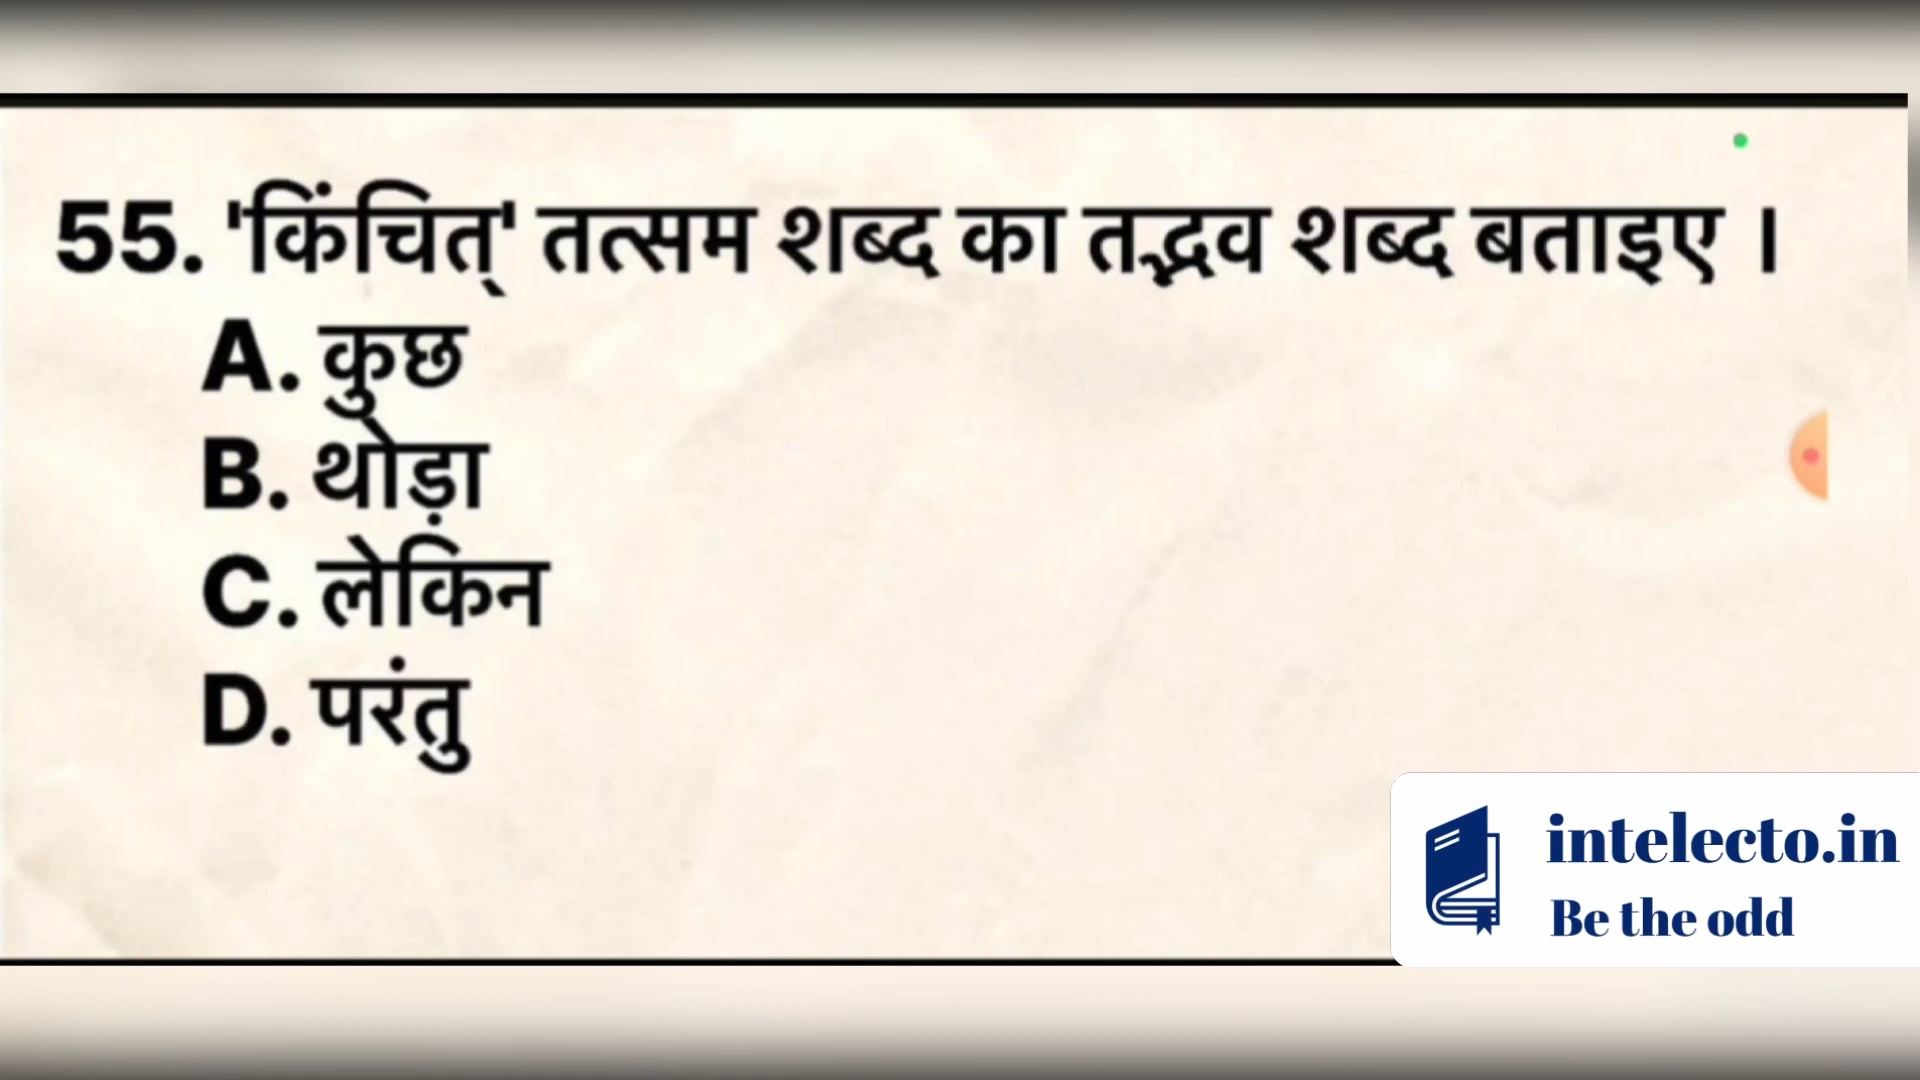 55. 'किंचित्' तत्सम शब्द का तद्भव शब्द बताइए ।
A. कुछ
B. थोड़ा
C. लेकिन
D. परंतु
intelecto.in
Be the odd